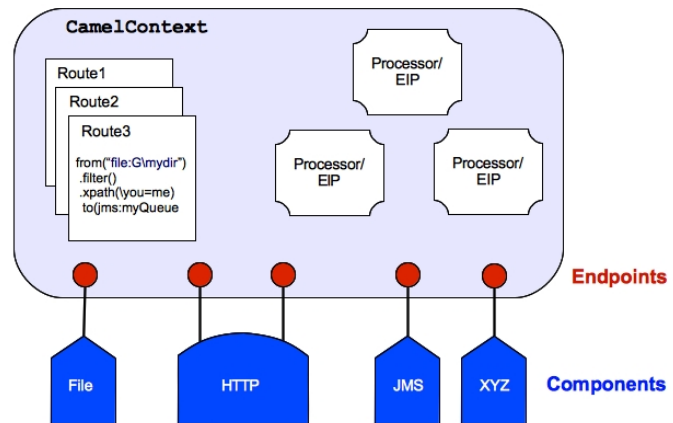 CamelContext
Route1
Route2
Route3
from("file:G\mydir")
.filter()
.xpath(\you=me)
to(jms:myQueue
Processor/
EIP
Processor/
EIP
Processor/
EIP
Endpoints
File
HTTP
JMS
XYZ
Components